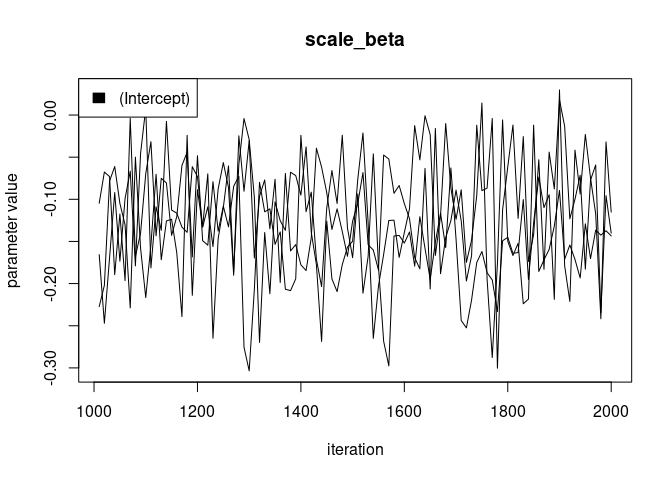 scale_beta
(Intercept)
0.00
-0.10
-0.20
-0.30
parameter value
1000 1200 1400 1600 1800 2000
iteration